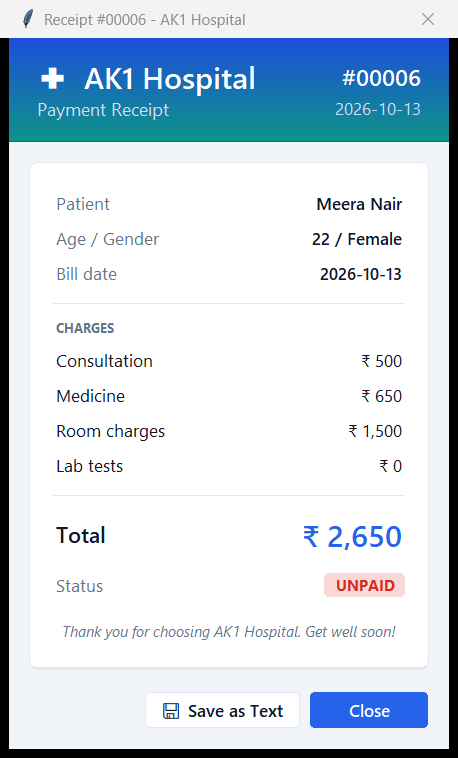 Receipt #00006 - AK1 Hospital
AK1 Hospital #00006
Payment Receipt 2026-10-13
Patient Meera Nair
Age / Gender 22 / Female
Bill date 2026-10-13
CHARGES
Consultation ₹ 500
Medicine ₹ 650
Room charges ₹ 1,500
Lab tests ₹ 0
Total ₹ 2,650
Status UNPAID
Thank you for choosing AK1 Hospital. Get well soon!
Save as Text Close